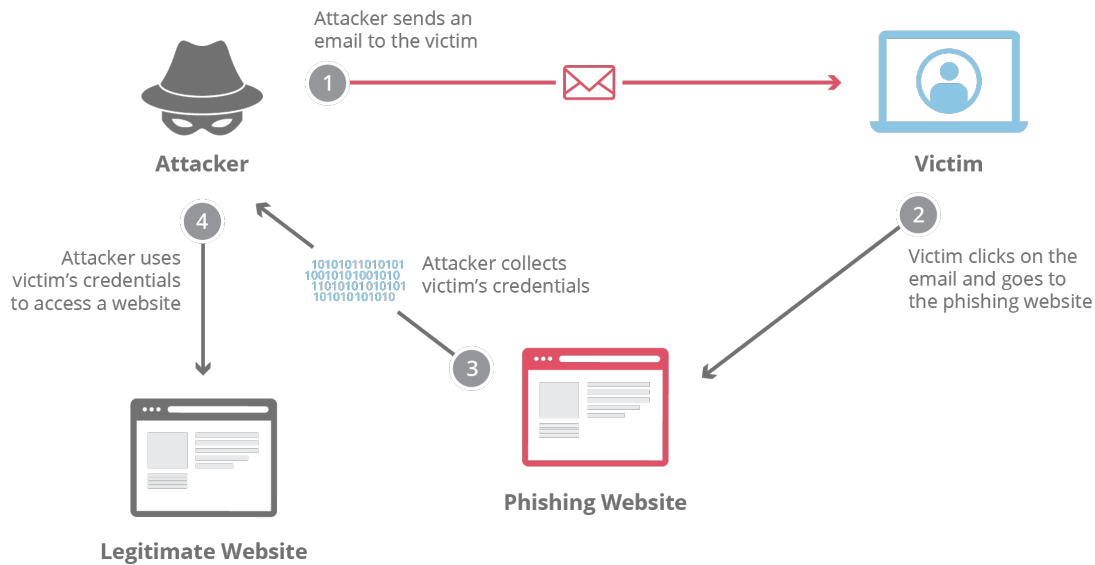 Attacker sends an
email to the victim
1
Attacker
Victim
4
2
Attacker uses
victim’s credentials
to access a website
10101011010101
10010101001010
11010101010101
101010101010
Attacker collects
victim’s credentials
Victim clicks on the
email and goes to
the phishing website
3
Phishing Website
Legitimate Website